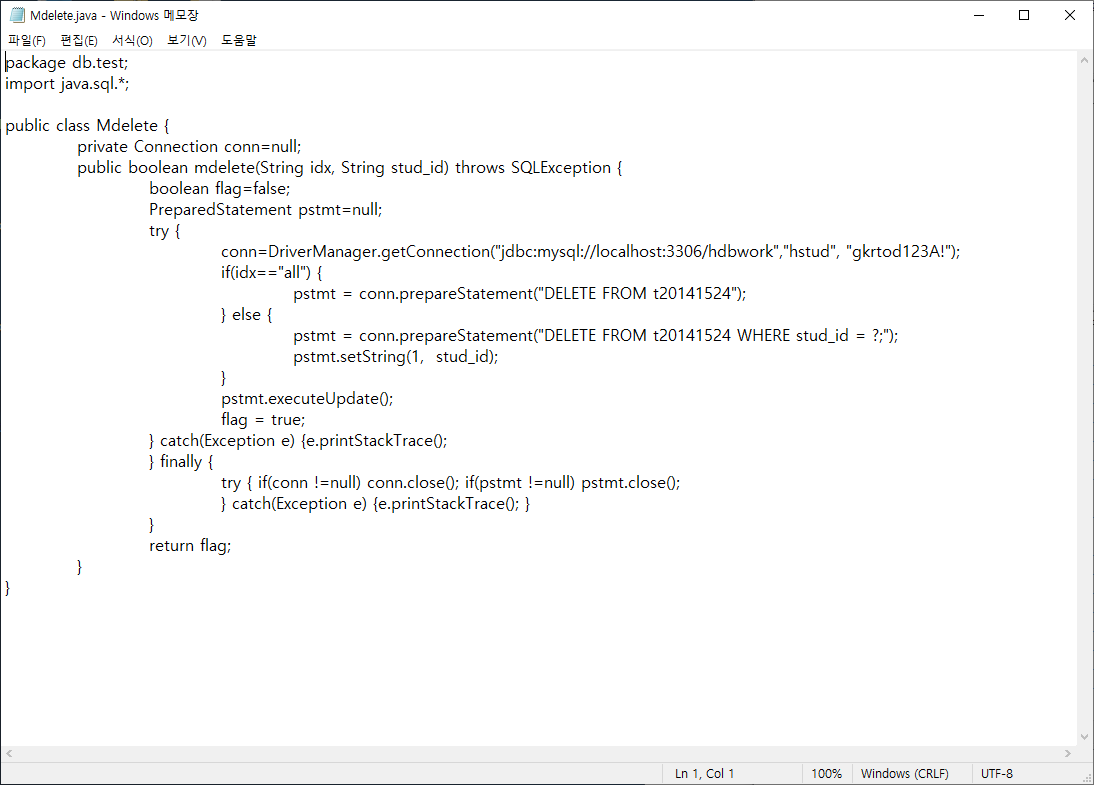 Mdelete.java - Windows 메모장
파일(F) 편집(E) 서식(O) 보기(V) 도움말
package db.test;
import java.sql.*;

public class Mdelete {
	private Connection conn=null;
	public boolean mdelete(String idx, String stud_id) throws SQLException {
		boolean flag=false;
		PreparedStatement pstmt=null;
		try {
			conn=DriverManager.getConnection("jdbc:mysql://localhost:3306/hdbwork","hstud", "gkrtod123A!");
			if(idx=="all") {
				pstmt = conn.prepareStatement("DELETE FROM t20141524");
			} else {
				pstmt = conn.prepareStatement("DELETE FROM t20141524 WHERE stud_id = ?;");
				pstmt.setString(1,  stud_id);
			}
			pstmt.executeUpdate();
			flag = true;
		} catch(Exception e) {e.printStackTrace();
		} finally {
			try { if(conn !=null) conn.close(); if(pstmt !=null) pstmt.close();
			} catch(Exception e) {e.printStackTrace(); }
		}
		return flag;
	}
}
Ln 1, Col 1 100% Windows (CRLF) UTF-8